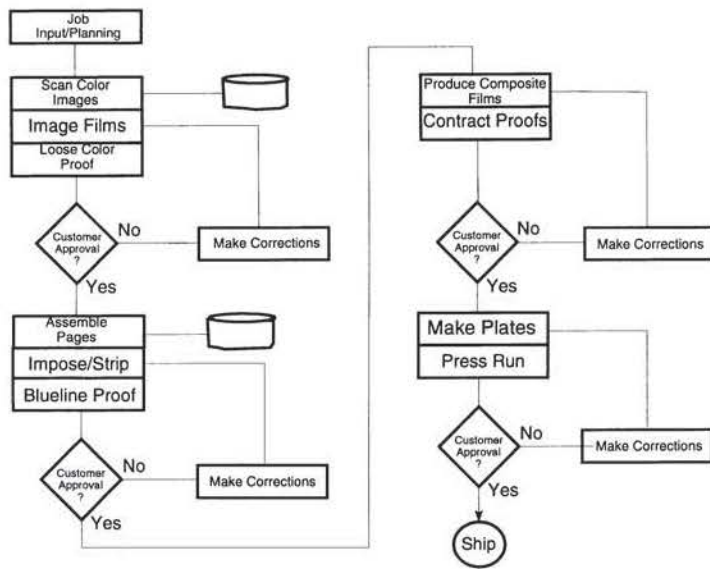 Job
Input/Planning
Scan Color
Images
Image Films
Loose Color
Proof
Customer
Approval
?
No
Make Corrections
Yes
Assemble
Pages
Impose/Strip
Blueline Proof
Customer
Approval
?
No
Make Corrections
Yes
Produce Composite
Films
Contract Proofs
Customer
Approval
?
No
Make Corrections
Yes
Make Plates
Press Run
Customer
Approval
?
No
Make Corrections
Yes
Ship